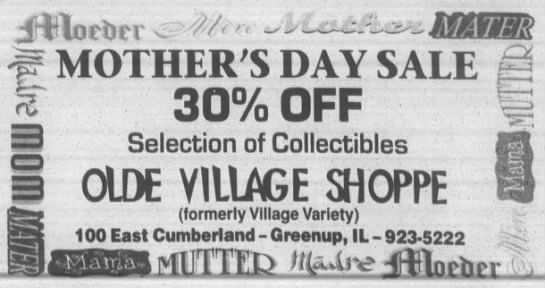 Moeder Mère Mother MATER
MOTHER'S DAY SALE
30% OFF
Selection of Collectibles
OLDE VILLAGE SHOPPE
(formerly Village Variety)
100 East Cumberland – Greenup, IL – 923-5222
Madre MOM MATER
Mama MUTTER Madre Moeder
MUTTER Mama Mère